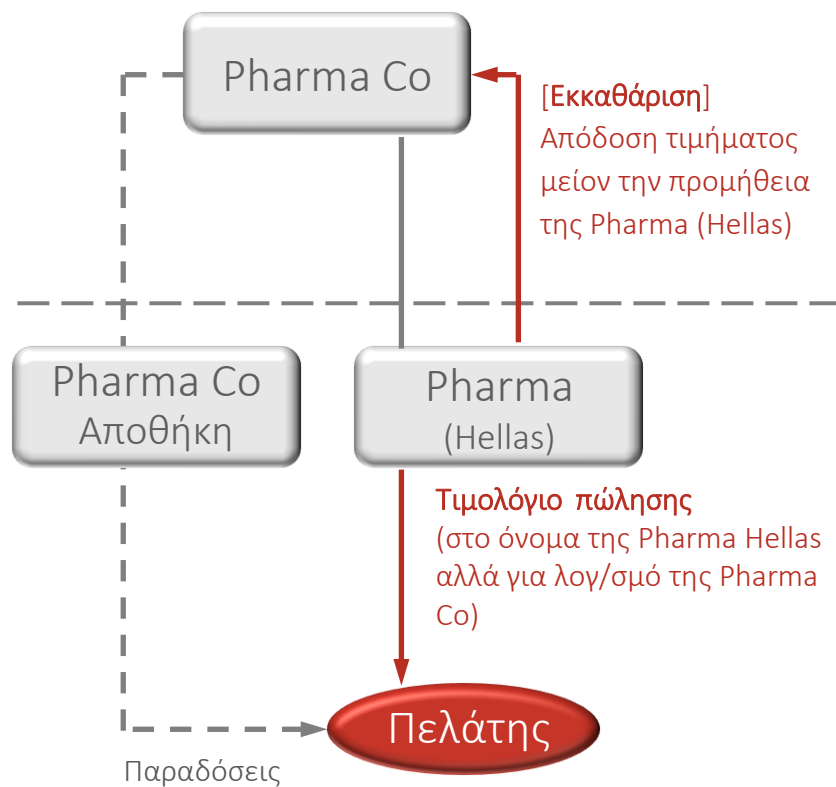 Pharma Co
[Εκκαθάριση]
Απόδοση τιμήματος
μείον την προμήθεια
της Pharma (Hellas)
Pharma Co
Αποθήκη
Pharma
(Hellas)
Τιμολόγιο πώλησης
(στο όνομα της Pharma Hellas
αλλά για λογ/σμό της Pharma
Co)
Πελάτης
Παραδόσεις